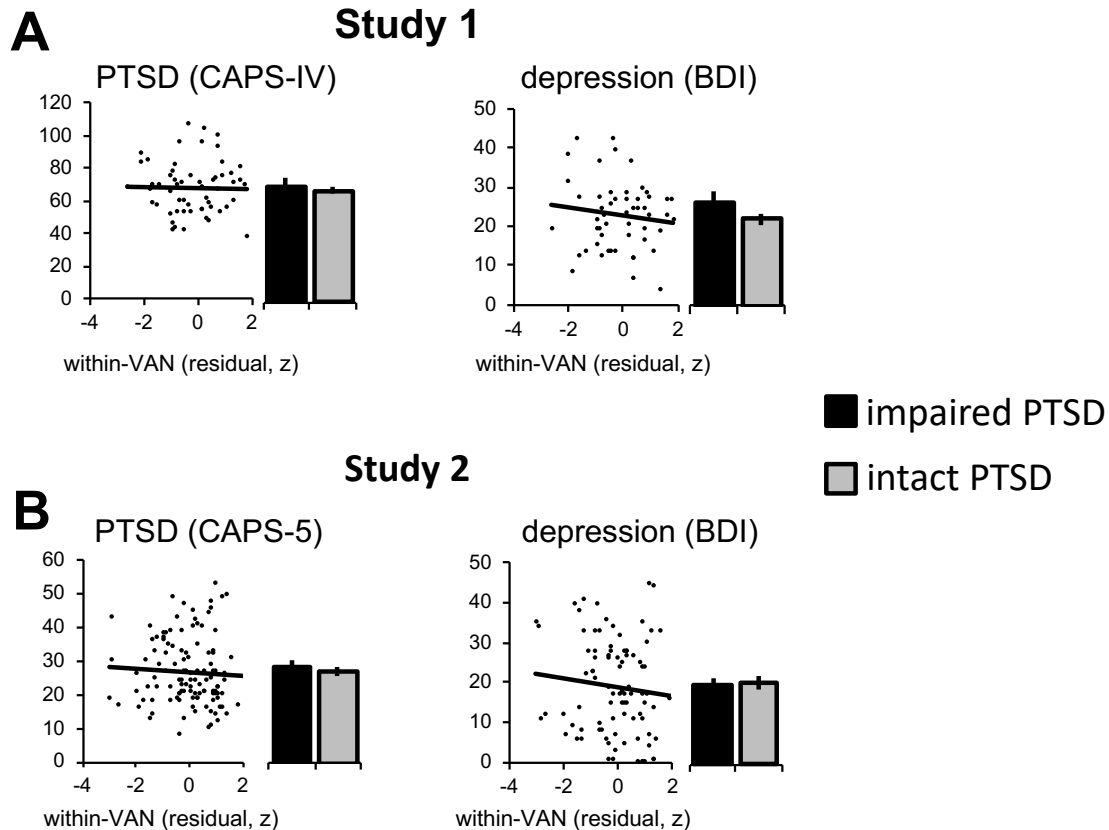 A
Study 1
PTSD (CAPS-IV)
120
100
80
60
40
20
0
-4 -2 0 2
within-VAN (residual, z)
depression (BDI)
50
40
30
20
10
0
-4 -2 0 2
within-VAN (residual, z)
impaired PTSD
intact PTSD
Study 2
B
PTSD (CAPS-5)
60
50
40
30
20
10
0
-4 -2 0 2
within-VAN (residual, z)
depression (BDI)
50
40
30
20
10
0
-4 -2 0 2
within-VAN (residual, z)